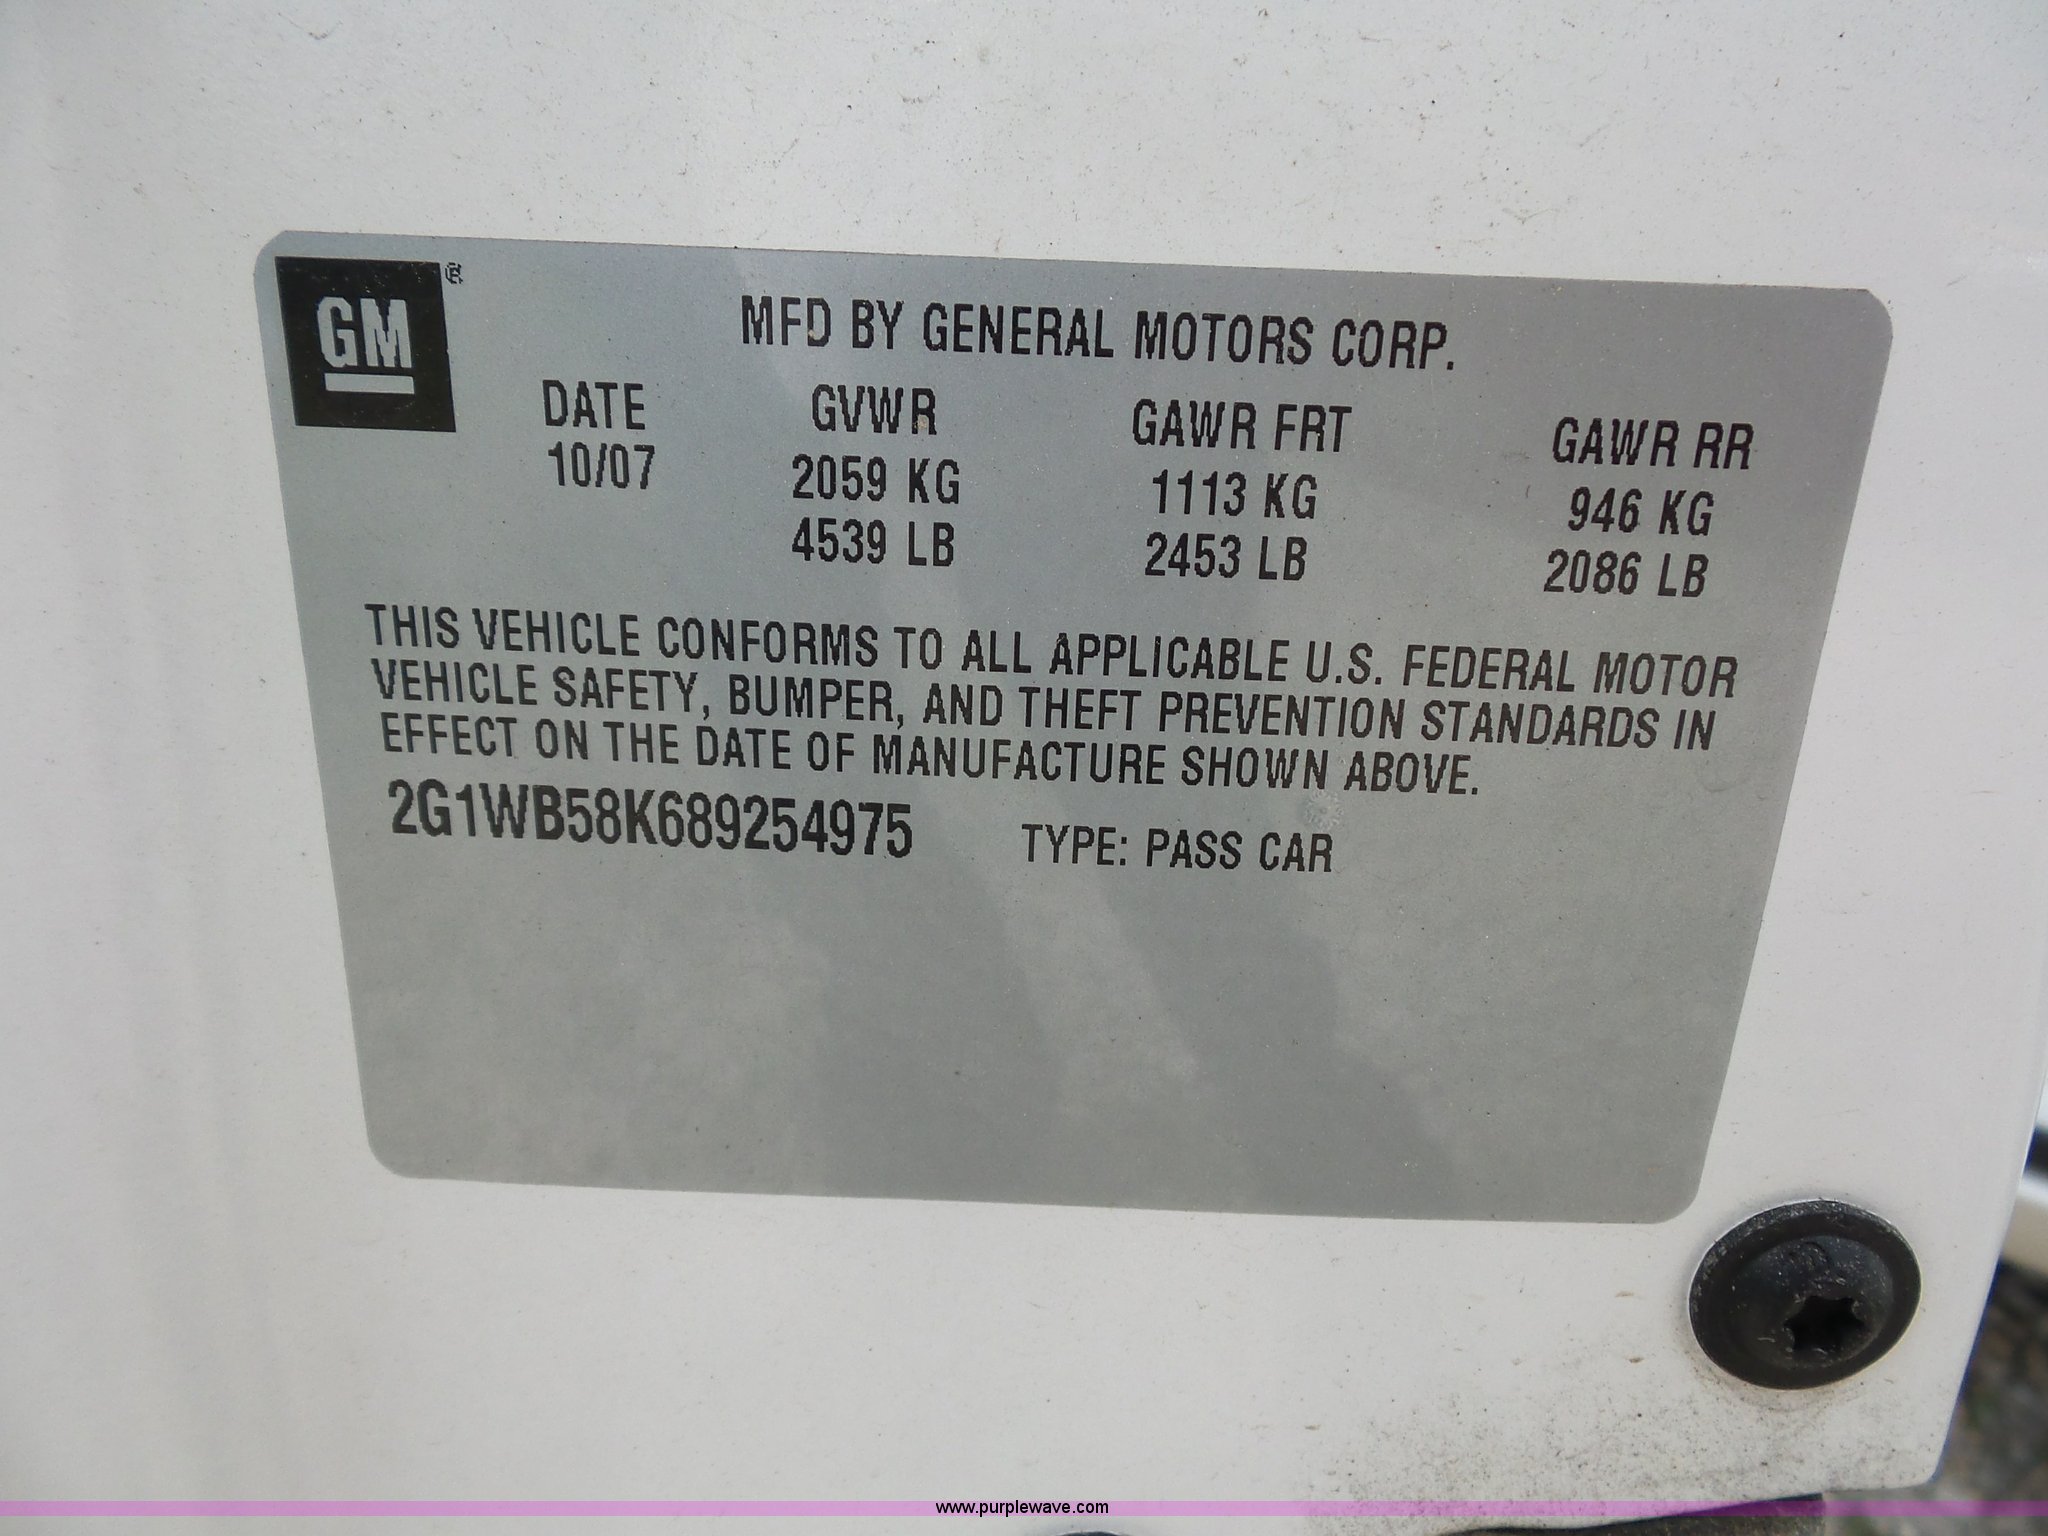 GM ®
MFD BY GENERAL MOTORS CORP.
DATE GVWR GAWR FRT GAWR RR
10/07 2059 KG 1113 KG 946 KG
4539 LB 2453 LB 2086 LB
THIS VEHICLE CONFORMS TO ALL APPLICABLE U.S. FEDERAL MOTOR
VEHICLE SAFETY, BUMPER, AND THEFT PREVENTION STANDARDS IN
EFFECT ON THE DATE OF MANUFACTURE SHOWN ABOVE.
2G1WB58K689254975 TYPE: PASS CAR
www.purplewave.com